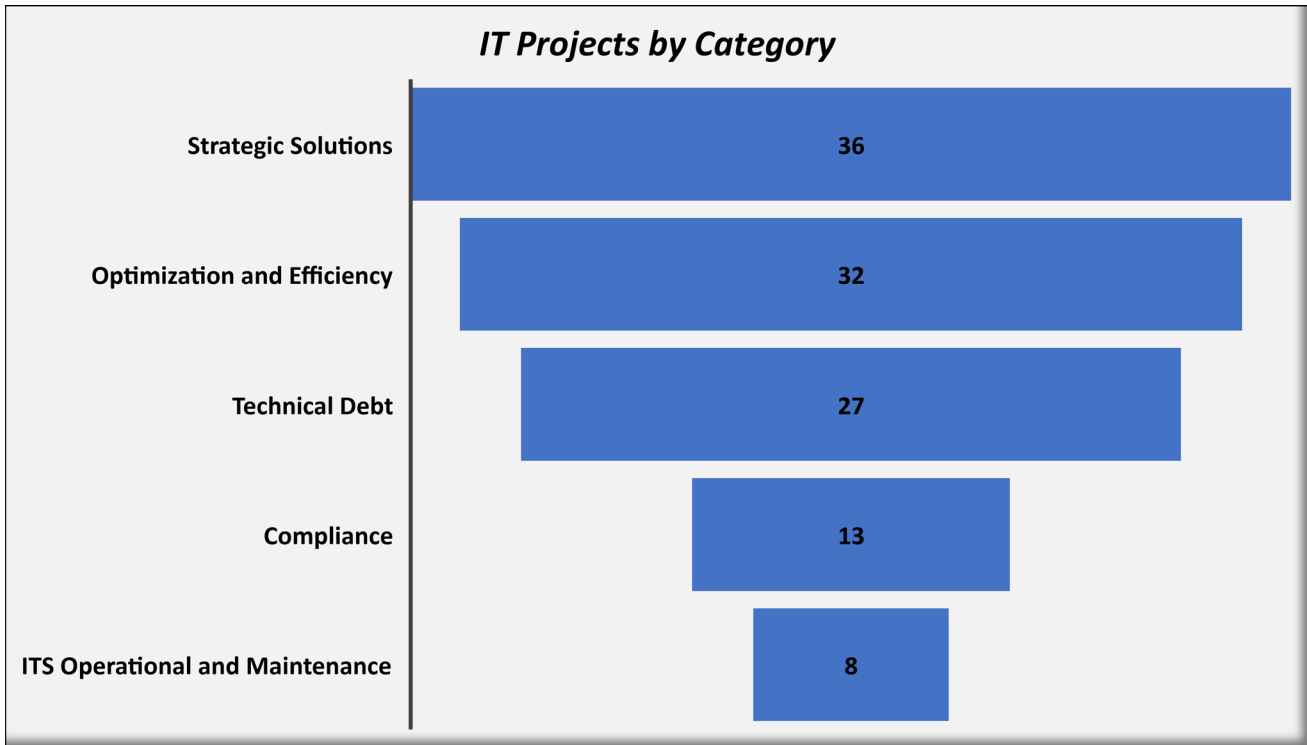 IT Projects by Category
Strategic Solutions
36
Optimization and Efficiency
32
Technical Debt
27
Compliance
13
ITS Operational and Maintenance
8